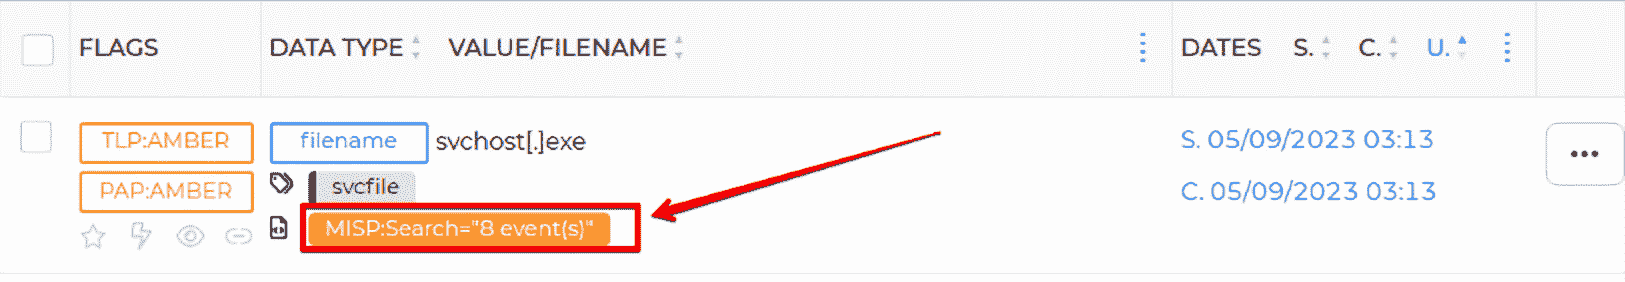 FLAGS DATA TYPE VALUE/FILENAME DATES S. C. U.
TLP:AMBER filename svchost[.]exe S. 05/09/2023 03:13
PAP:AMBER svcfile C. 05/09/2023 03:13
MISP:Search="8 event(s)"